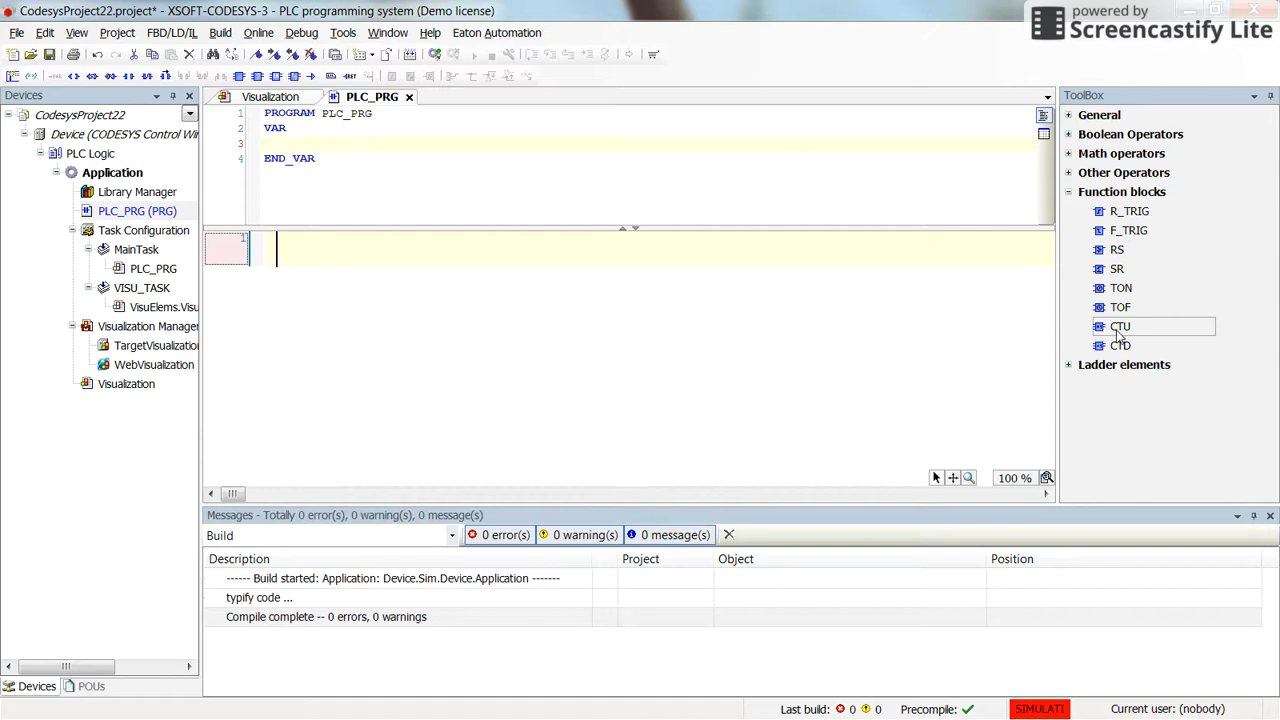 CodesysProject22.project* - XSOFT-CODESYS-3 - PLC programming system (Demo license)
powered by
Screencastify Lite
File Edit View Project FBD/LD/IL Build Online Debug Tools Window Help Eaton Automation
Devices
CodesysProject22
Device (CODESYS Control Win
PLC Logic
Application
Library Manager
PLC_PRG (PRG)
Task Configuration
MainTask
PLC_PRG
VISU_TASK
VisuElems.Visu
Visualization Manager
TargetVisualizatio
WebVisualization
Visualization
Devices POUs
Visualization PLC_PRG
1 PROGRAM PLC_PRG
2 VAR
3
4 END_VAR
1
100 %
ToolBox
General
Boolean Operators
Math operators
Other Operators
Function blocks
R_TRIG
F_TRIG
RS
SR
TON
TOF
CTU
CTD
Ladder elements
Messages - Totally 0 error(s), 0 warning(s), 0 message(s)
Build 0 error(s) 0 warning(s) 0 message(s)
Description Project Object Position
------ Build started: Application: Device.Sim.Device.Application -------
typify code ...
Compile complete -- 0 errors, 0 warnings
Last build: 0 0 Precompile: SIMULATI Current user: (nobody)